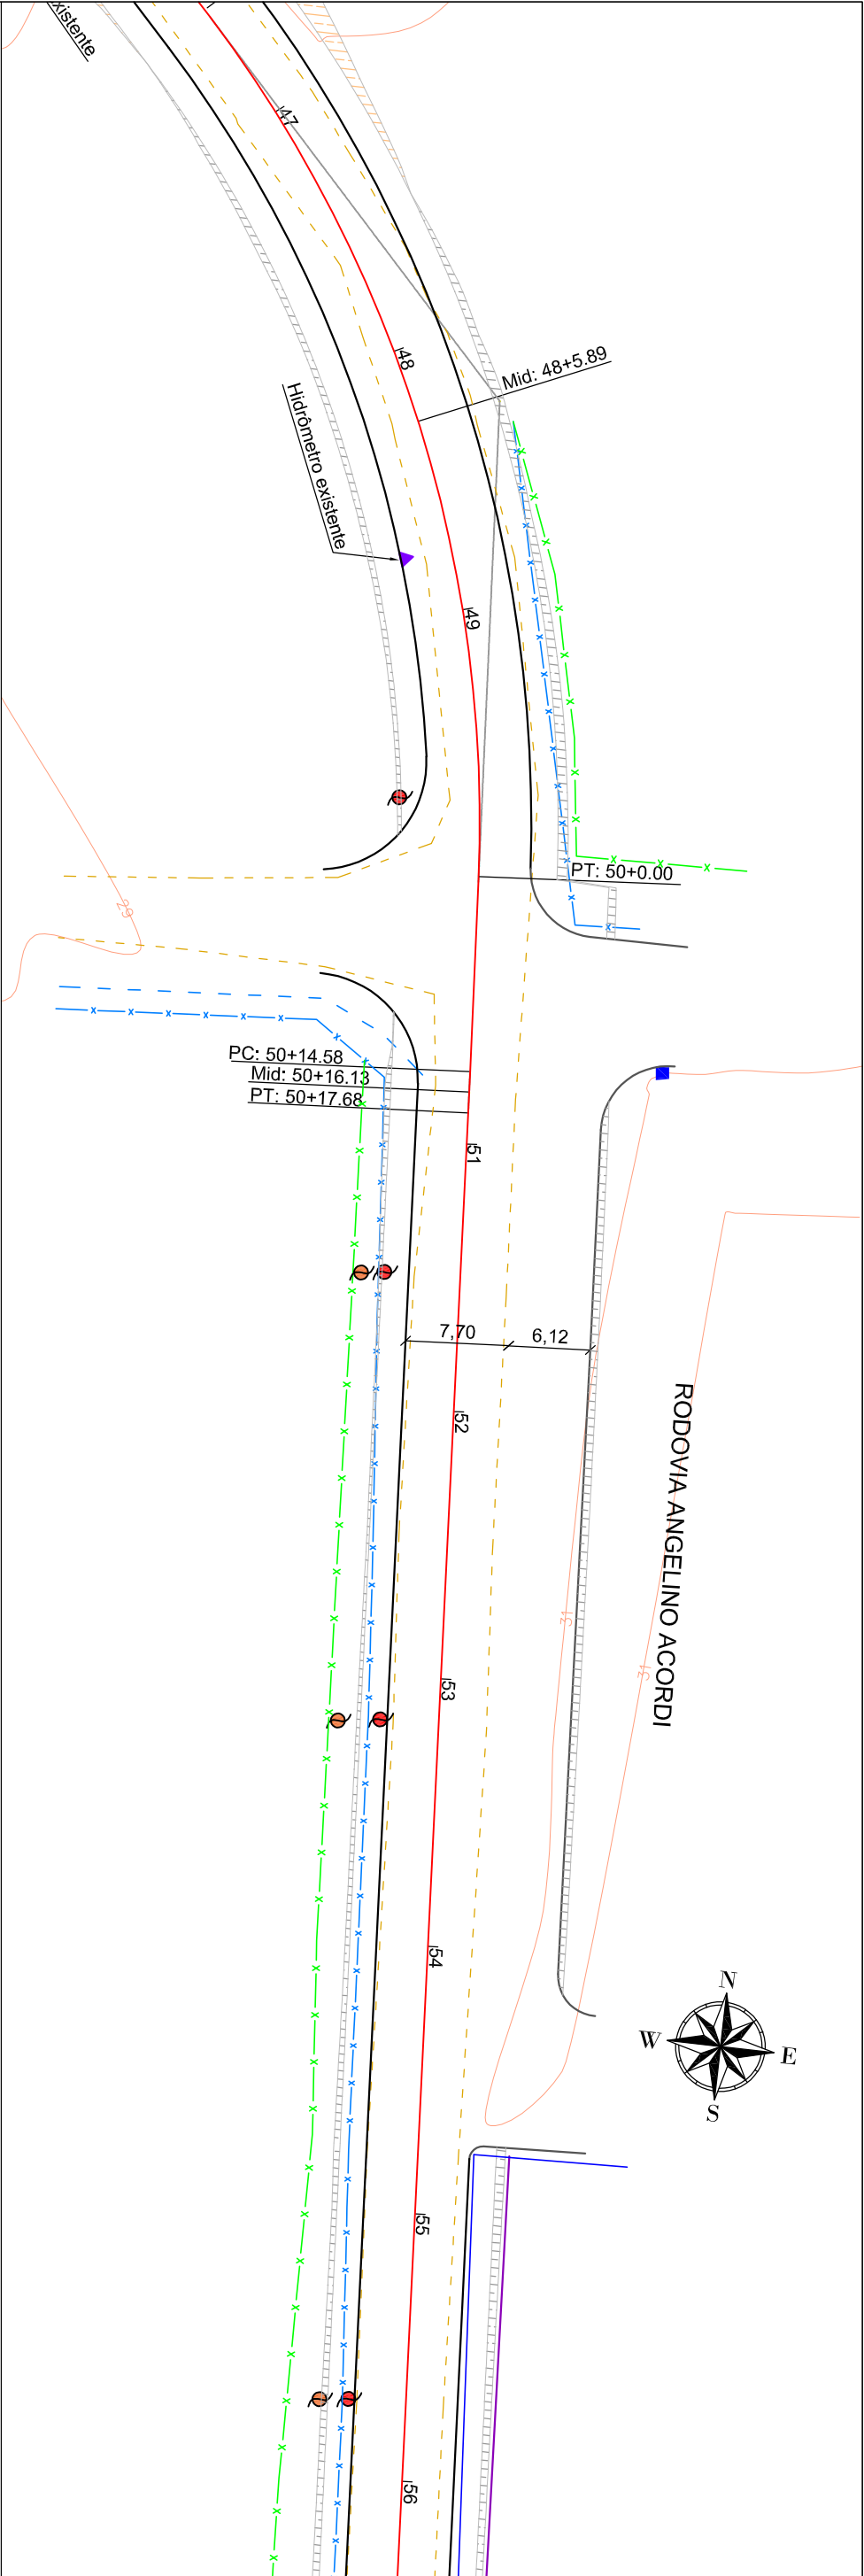 47
48
Mid: 48+5.89
Hidrômetro existente
49
PT: 50+0.00
29
PC: 50+14.58
Mid: 50+16.13
PT: 50+17.68
51
7,70
6,12
52
RODOVIA ANGELINO ACORDI
31
31
53
54
N
W
E
S
55
56